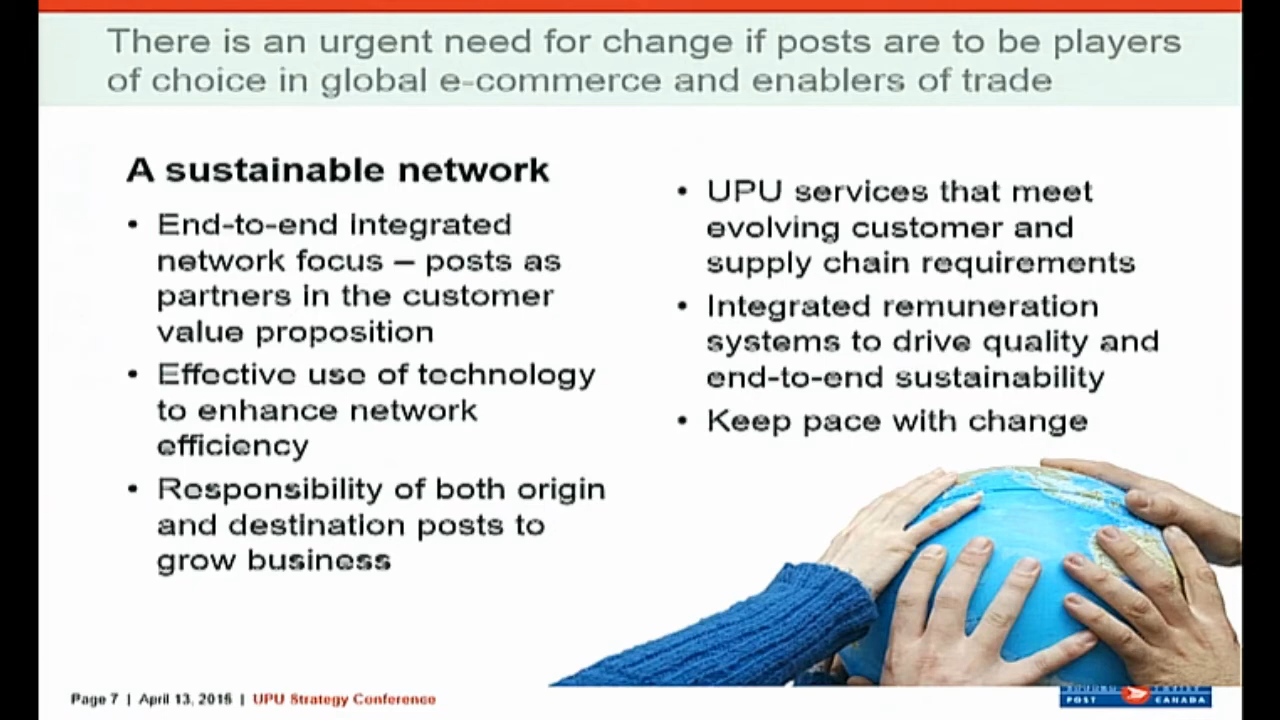 There is an urgent need for change if posts are to be players
of choice in global e-commerce and enablers of trade
A sustainable network
• End-to-end integrated
network focus – posts as
partners in the customer
value proposition
• Effective use of technology
to enhance network
efficiency
• Responsibility of both origin
and destination posts to
grow business
• UPU services that meet
evolving customer and
supply chain requirements
• Integrated remuneration
systems to drive quality and
end-to-end sustainability
• Keep pace with change
Page 7 | April 13, 2015 | UPU Strategy Conference
POST CANADA